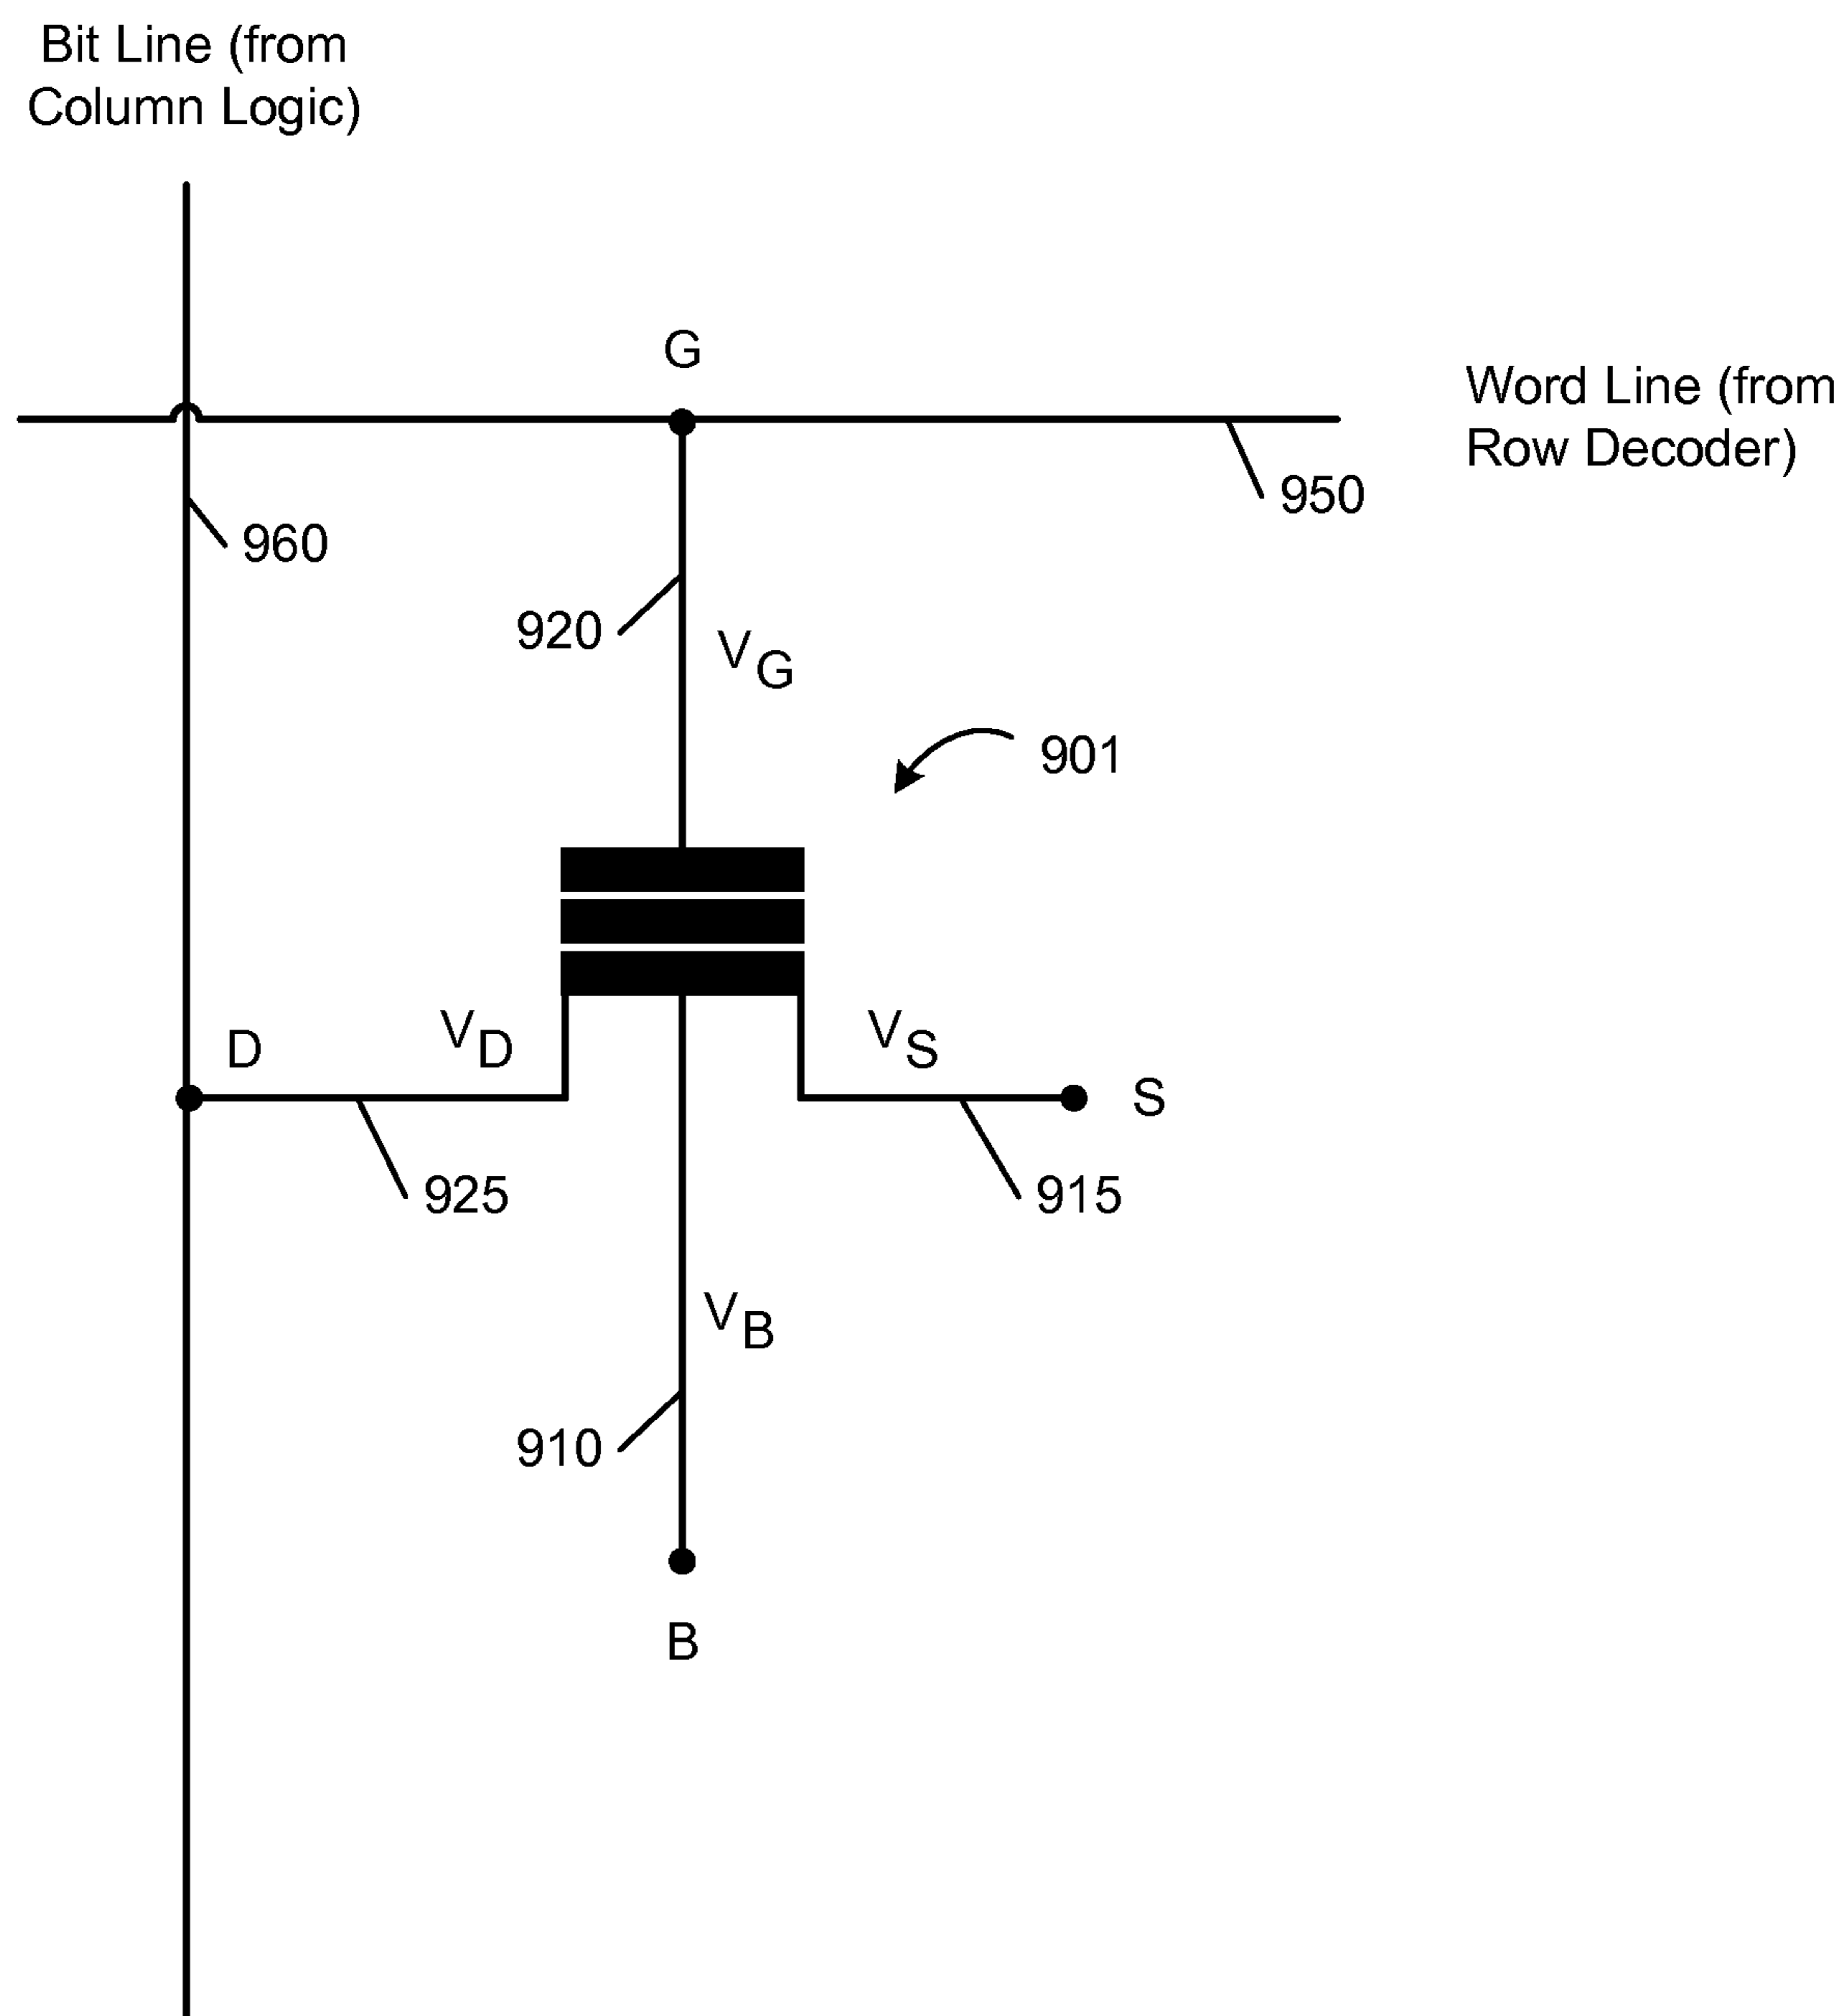 Bit Line (from
Column Logic)
G
Word Line (from
Row Decoder)
950
960
920
VG
901
D
VD
VS
S
925
915
VB
910
B